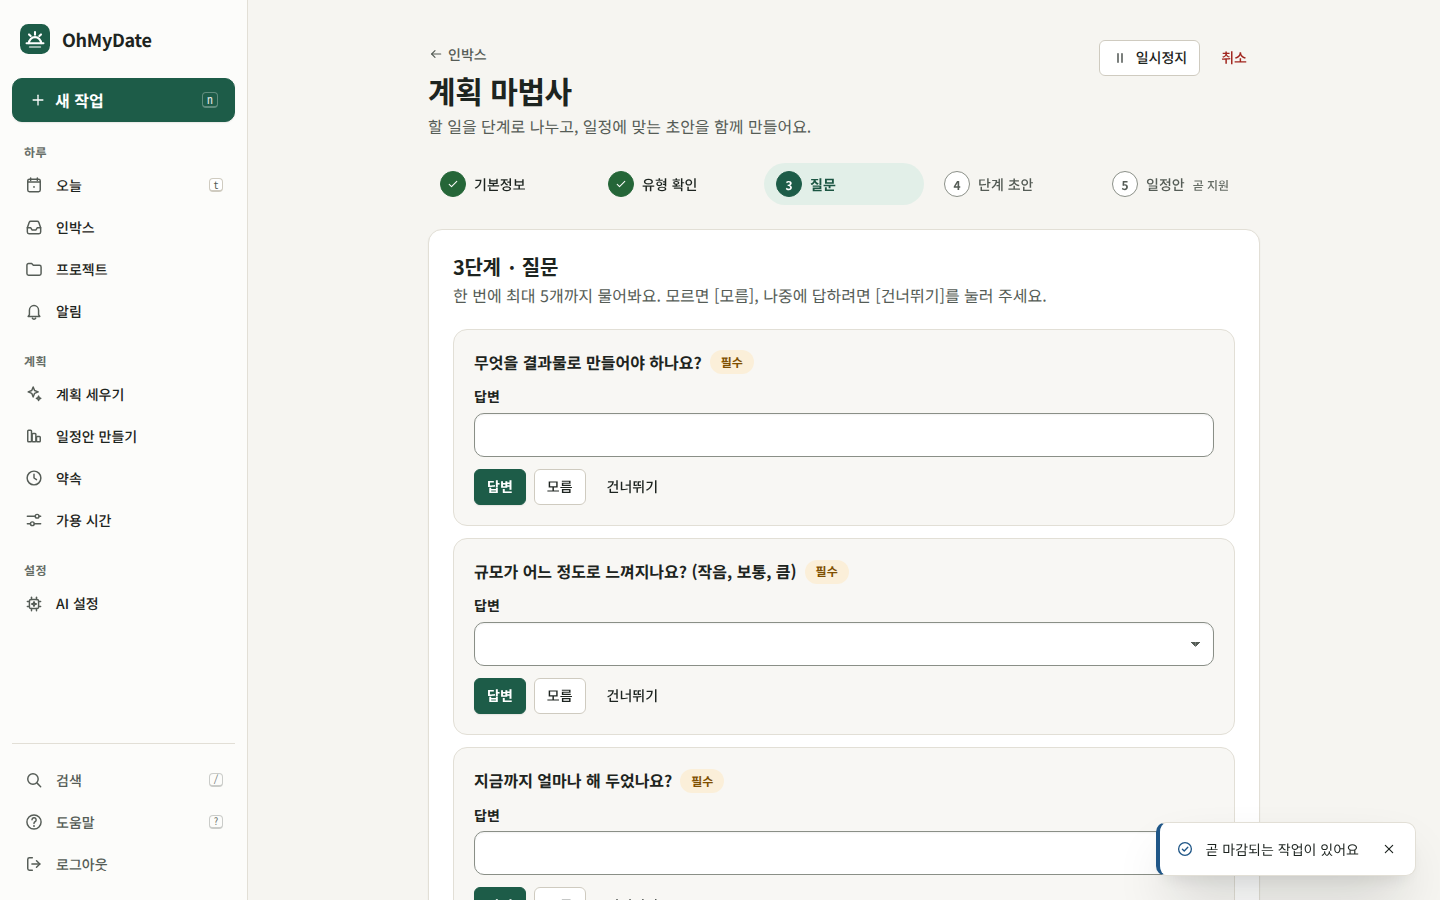 OhMyDate
새 작업 n
하루
오늘 t
인박스
프로젝트
알림
계획
계획 세우기
일정안 만들기
약속
가용 시간
설정
AI 설정
검색 /
도움말 ?
로그아웃
← 인박스
일시정지 취소
계획 마법사
할 일을 단계로 나누고, 일정에 맞는 초안을 함께 만들어요.
기본정보 유형 확인 3 질문 4 단계 초안 5 일정안 곧 지원
3단계 · 질문
한 번에 최대 5개까지 물어봐요. 모르면 [모름], 나중에 답하려면 [건너뛰기]를 눌러 주세요.
무엇을 결과물로 만들어야 하나요? 필수
답변
답변 모름 건너뛰기
규모가 어느 정도로 느껴지나요? (작음, 보통, 큼) 필수
답변
답변 모름 건너뛰기
지금까지 얼마나 해 두었나요? 필수
답변
곧 마감되는 작업이 있어요